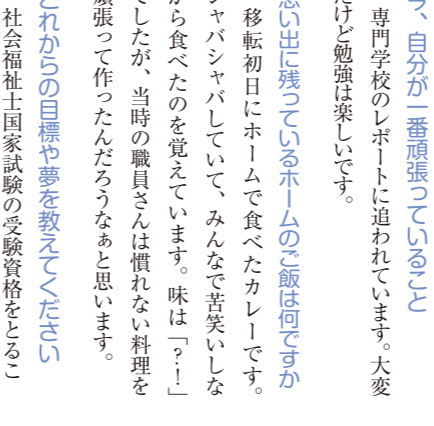 、自分が一番頑張っていること
専門学校のレポートに追われています。大変
だけど勉強は楽しいです。
思い出に残っているホームのご飯は何ですか
移転初日にホームで食べたカレーです。
シャバシャバしていて、みんなで苦笑いしな
がら食べたのを覚えています。味は「？！」
でしたが、当時の職員さんは慣れない料理を
頑張って作ったんだろうなぁと思います。
これからの目標や夢を教えてください
社会福祉士国家試験の受験資格をとるこ